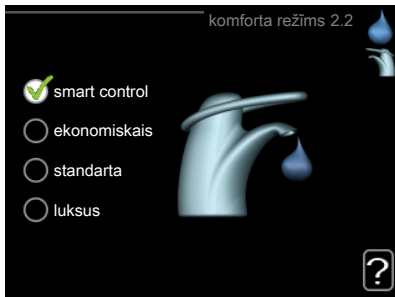 komforta režīms 2.2
smart control
ekonomiskais
standarta
luksus
?